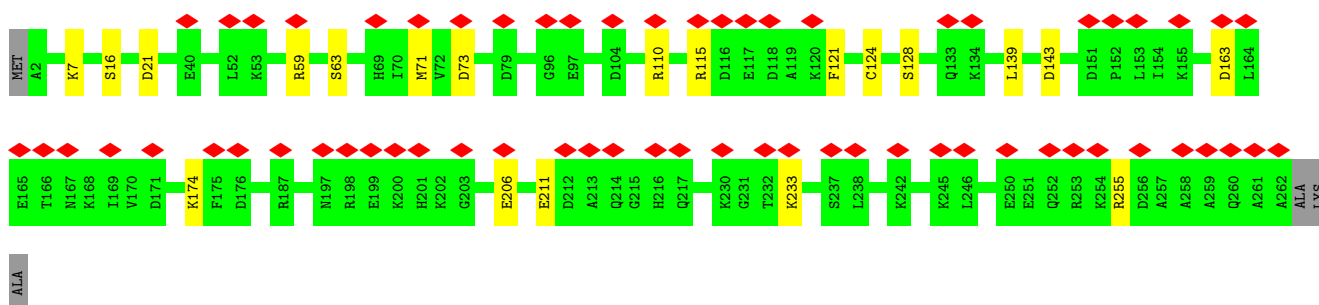 MET A2 K7 S16 D21 E40 L52 K53 R59 S63 H69 I70 M71 V72 D73 D79 G96 E97 D104 R110 R115 D116 E117 D118 A119 K120 F121 C124 S128 Q133 K134 L139 D143 D151 P152 L153 I154 K155 D163 L164
E165 T166 N167 K168 I169 V170 D171 K174 F175 D176 R187 N197 R198 E199 K200 H201 K202 G203 E206 E211 D212 A213 Q214 G215 H216 Q217 K230 G231 T232 K233 S237 L238 K242 K245 L246 E250 E251 Q252 R253 K254 R255 D256 A257 A258 A259 Q260 A261 A262 ALA LYS
ALA